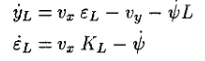 ẏ_L = v_x ε_L − v_y − ψ̇L
ε̇_L = v_x K_L − ψ̇